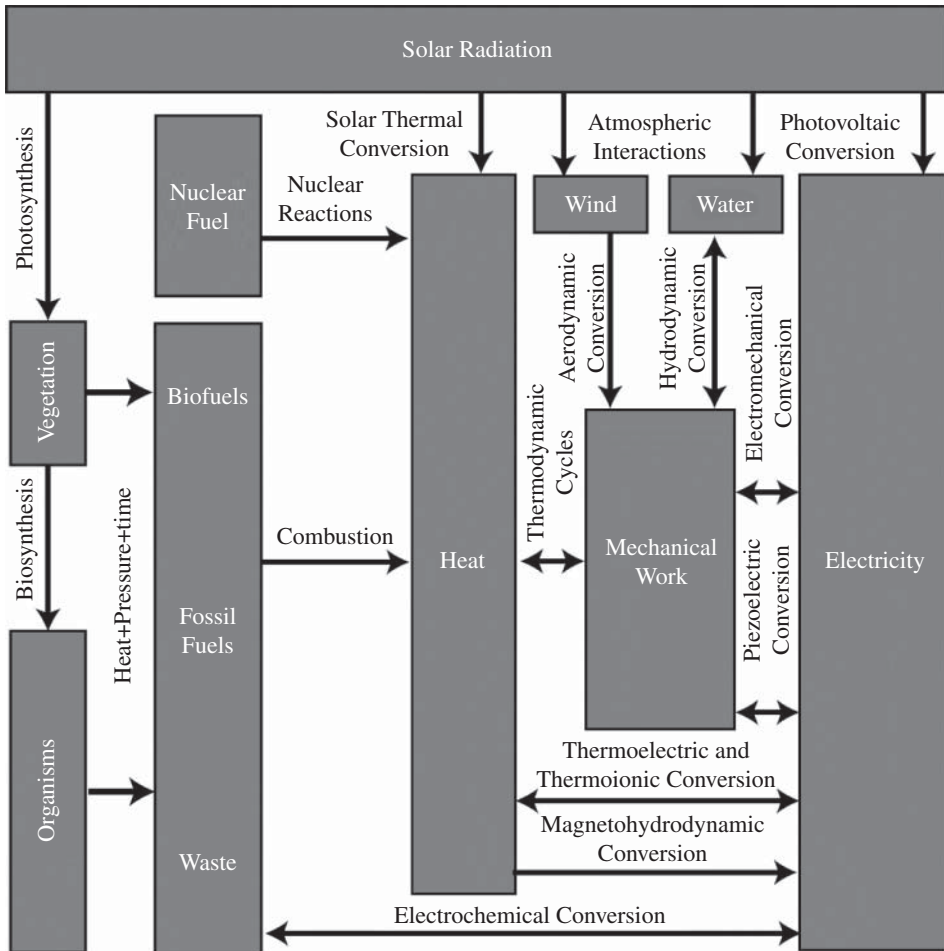 Solar Radiation
Photosynthesis
Nuclear
Fuel
Nuclear
Reactions
Solar Thermal
Conversion
Atmospheric
Interactions
Photovoltaic
Conversion
Wind
Water
Aerodynamic
Conversion
Hydrodynamic
Conversion
Electromechanical
Conversion
Vegetation
Biofuels
Thermodynamic
Cycles
Biosynthesis
Heat+Pressure+time
Combustion
Heat
Mechanical
Work
Electricity
Fossil
Fuels
Piezoelectric
Conversion
Organisms
Waste
Thermoelectric and
Thermoionic Conversion
Magnetohydrodynamic
Conversion
Electrochemical Conversion